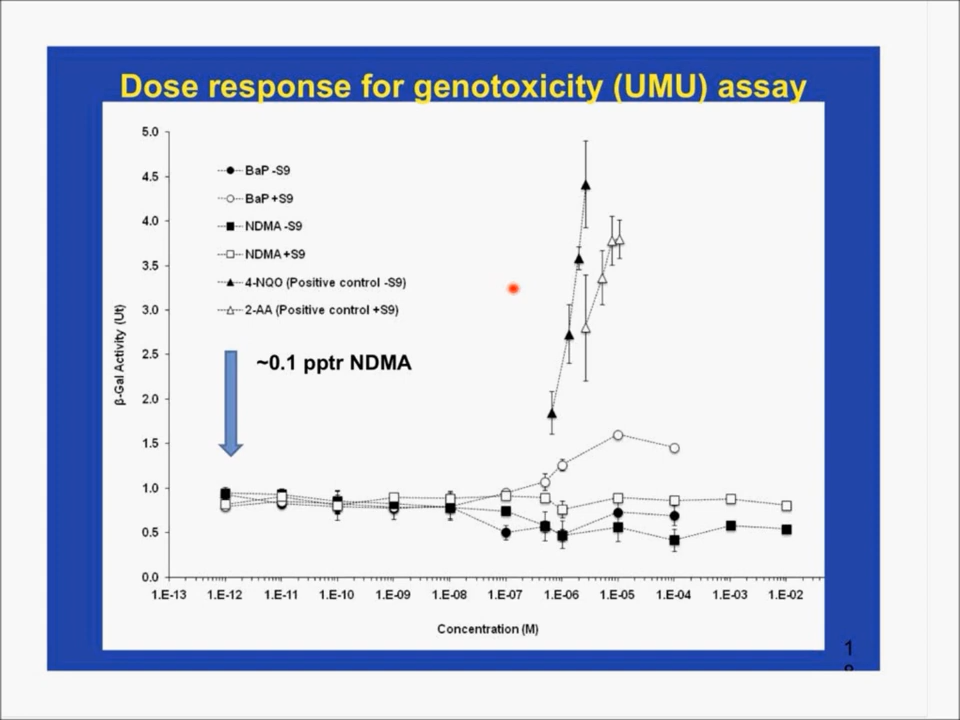 Dose response for genotoxicity (UMU) assay
5.0
4.5
4.0
3.5
3.0
2.5
2.0
1.5
1.0
0.5
0.0
β-Gal Activity (Ut)
BaP -S9
BaP +S9
NDMA -S9
NDMA +S9
4-NQO (Positive control -S9)
2-AA (Positive control +S9)
~0.1 pptr NDMA
1.E-13 1.E-12 1.E-11 1.E-10 1.E-09 1.E-08 1.E-07 1.E-06 1.E-05 1.E-04 1.E-03 1.E-02
Concentration (M)
1